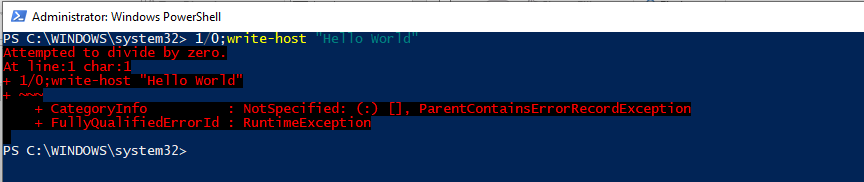 Administrator: Windows PowerShell
PS C:\WINDOWS\system32> 1/0;write-host "Hello World"
Attempted to divide by zero.
At line:1 char:1
+ 1/0;write-host "Hello World"
+ ~~~
    + CategoryInfo          : NotSpecified: (:) [], ParentContainsErrorRecordException
    + FullyQualifiedErrorId : RuntimeException
PS C:\WINDOWS\system32>